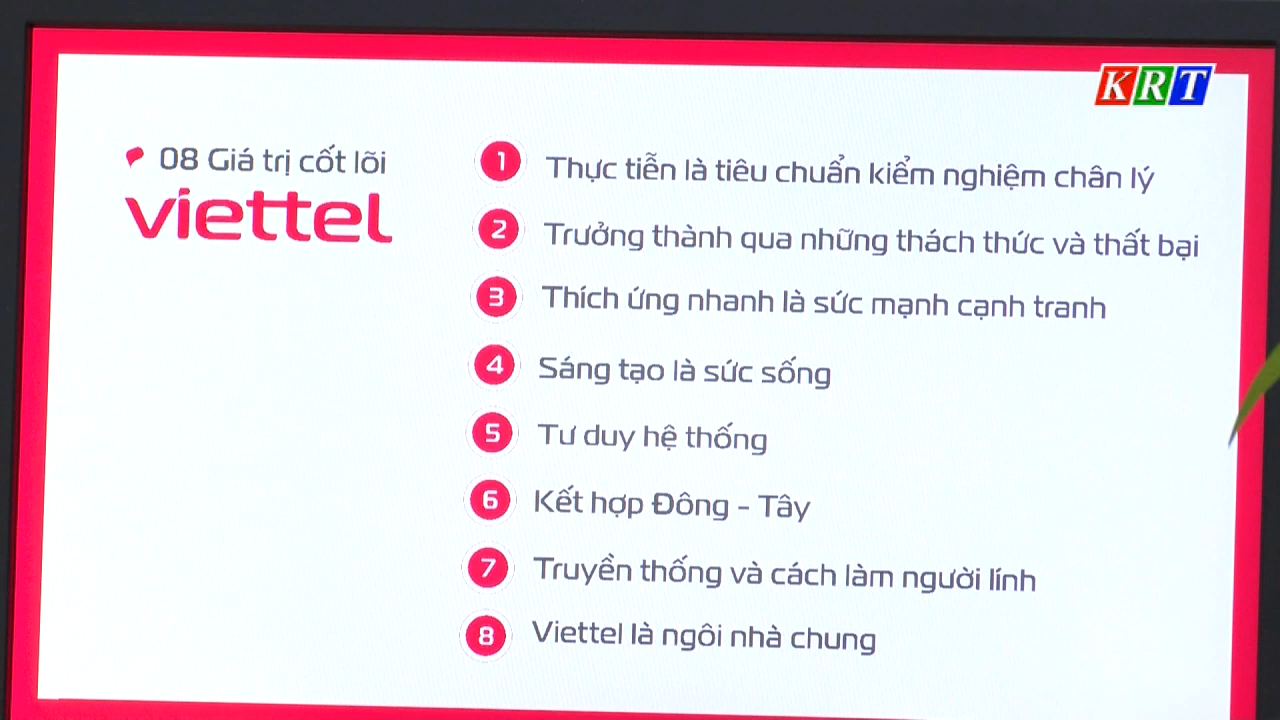 KRT
08 Giá trị cốt lõi
viettel
1 Thực tiễn là tiêu chuẩn kiểm nghiệm chân lý
2 Trưởng thành qua những thách thức và thất bại
3 Thích ứng nhanh là sức mạnh cạnh tranh
4 Sáng tạo là sức sống
5 Tư duy hệ thống
6 Kết hợp Đông - Tây
7 Truyền thống và cách làm người lính
8 Viettel là ngôi nhà chung